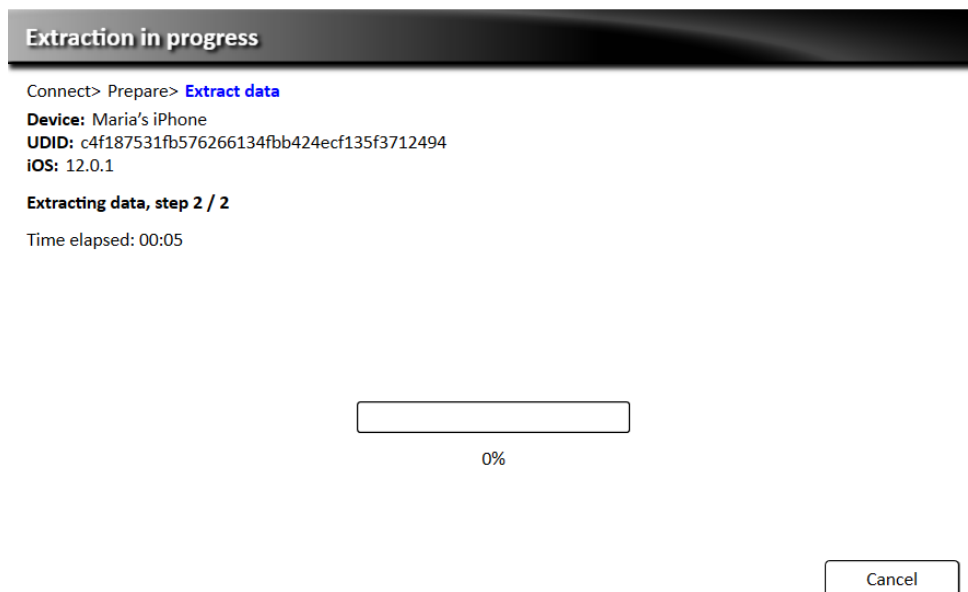 Extraction in progress
Connect> Prepare> Extract data
Device: Maria's iPhone
UDID: c4f187531fb576266134fbb424ecf135f3712494
iOS: 12.0.1
Extracting data, step 2 / 2
Time elapsed: 00:05
0%
Cancel